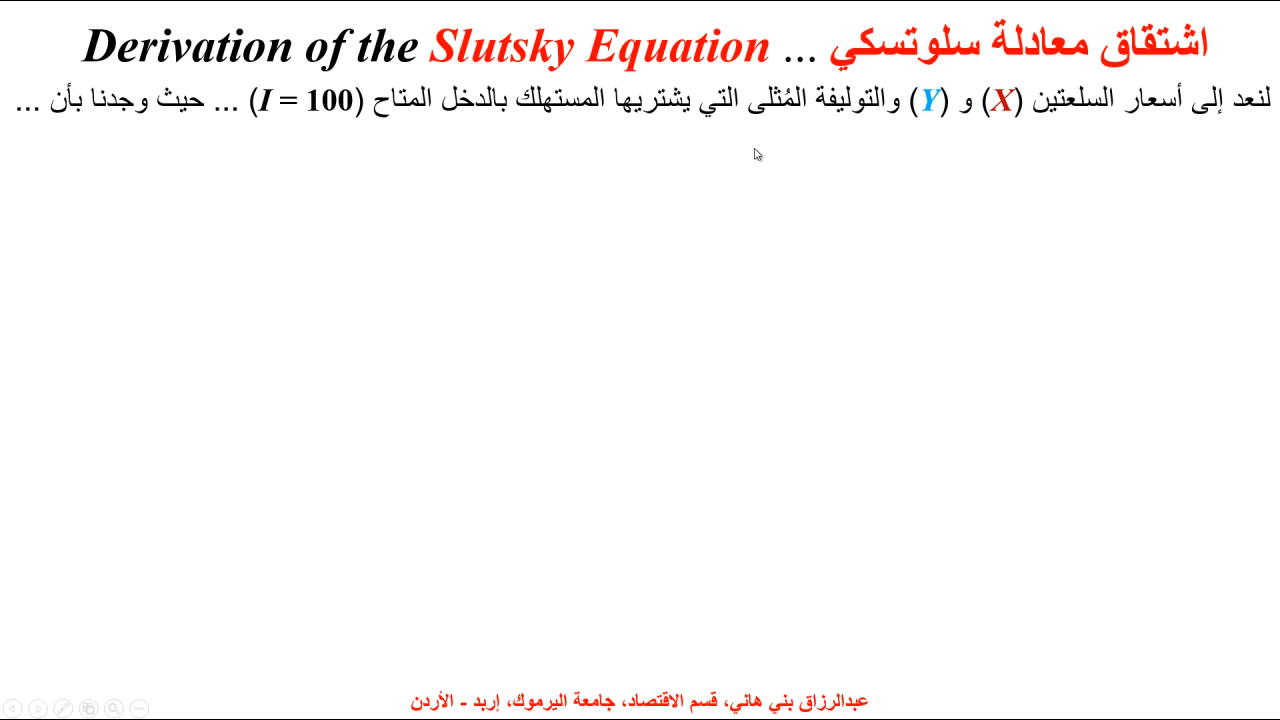 اشتقاق معادلة سلوتسكي ... Derivation of the Slutsky Equation
لنعد إلى أسعار السلعتين (X) و (Y) والتوليفة المُثلى التي يشتريها المستهلك بالدخل المتاح (I = 100) ... حيث وجدنا بأن ...
عبدالرزاق بني هاني، قسم الاقتصاد، جامعة اليرموك، إربد - الأردن